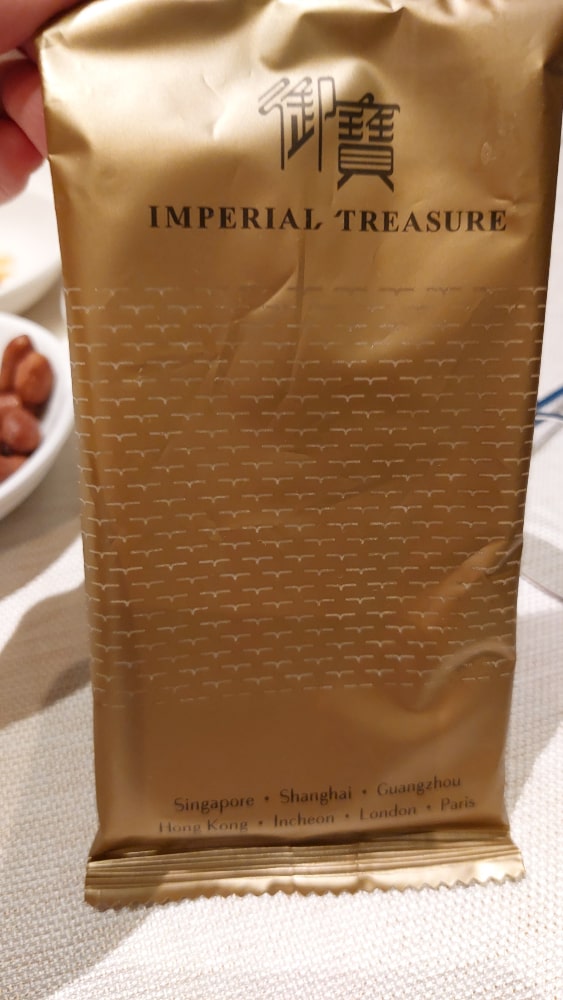 御寶
IMPERIAL TREASURE
Singapore • Shanghai • Guangzhou
Hong Kong • Incheon • London • Paris